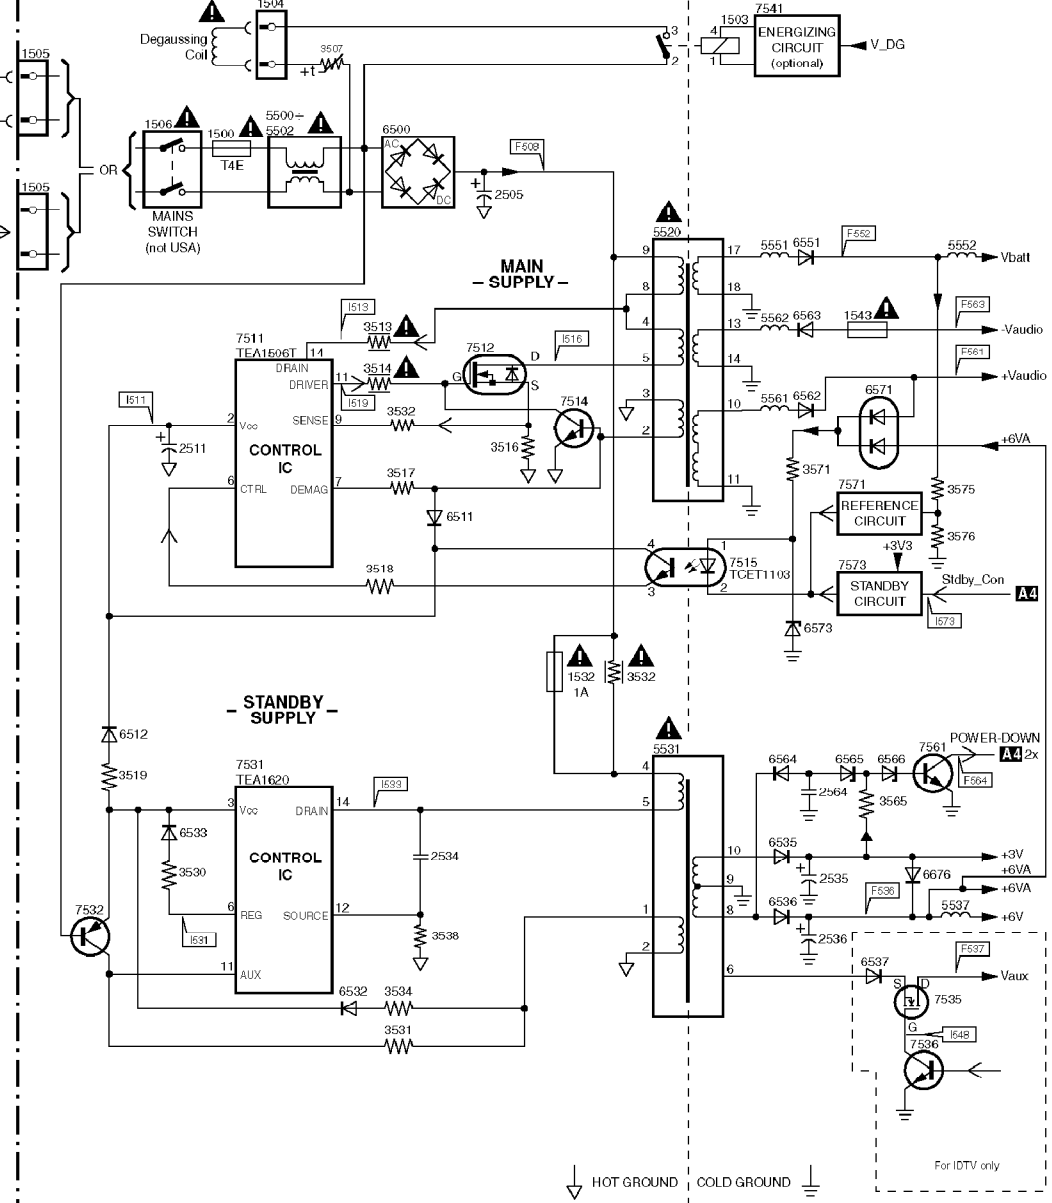 1504
1505
Degaussing
Coil
3507
+t
3
2
1503
4
1
7541
ENERGIZING
CIRCUIT
(optional)
V_DG
OR
1505
1506
1500
T4E
5500÷
5502
6500
AC
DC
F508
+
2505
MAINS
SWITCH
(not USA)
MAIN
– SUPPLY –
5520
9
8
4
5
3
2
17
18
13
14
10
11
5551
6551
F552
5552
Vbatt
5562
6563
1543
F563
-Vaudio
5561
6562
F561
+Vaudio
6571
+6VA
3571
7571
REFERENCE
CIRCUIT
3575
3576
+3V3
7573
STANDBY
CIRCUIT
Stdby_Con
A4
I573
6573
I513
3513
7511
TEA1506T
14
DRAIN
DRIVER
11
3514
I519
7512
G
D
S
I516
7514
I511
2
Vcc
+
2511
SENSE
9
3532
3516
CONTROL
IC
6
CTRL
DEMAG
7
3517
6511
4
3
1
2
7515
TCET1103
3518
1532
1A
3532
STANDBY
– SUPPLY –
6512
3519
7531
TEA1620
3
Vcc
DRAIN
14
I533
6533
3530
CONTROL
IC
2534
6
REG
SOURCE
12
I531
3538
7532
11
AUX
6532
3534
3531
5531
4
5
1
2
10
9
8
6
6564
6565
6566
7561
POWER-DOWN
A4 2x
F564
2564
3565
6535
+
2535
6676
+3V
+6VA
+6VA
6536
F536
5537
+6V
+
2536
6537
S
D
F537
Vaux
7535
G
I548
7536
For IDTV only
HOT GROUND
COLD GROUND